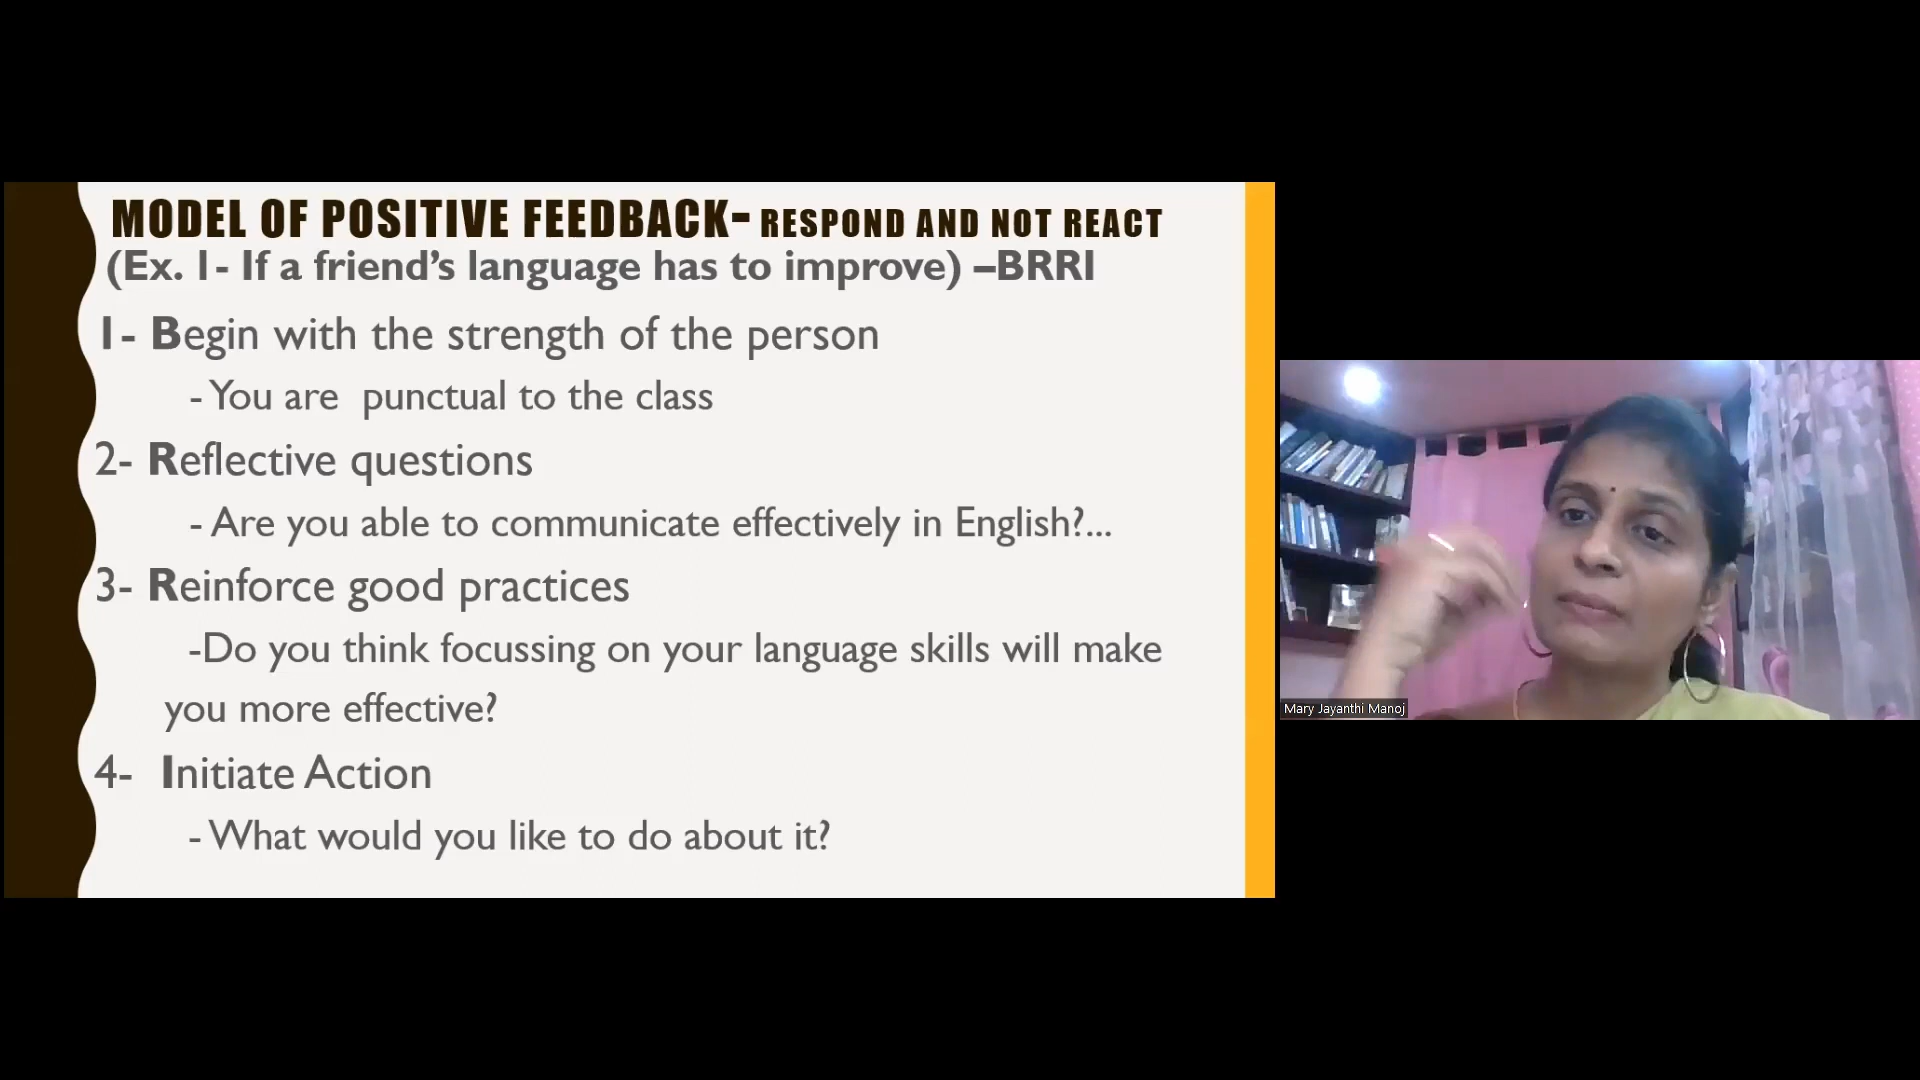 MODEL OF POSITIVE FEEDBACK- RESPOND AND NOT REACT
(Ex. 1- If a friend's language has to improve) –BRRI
1- Begin with the strength of the person
- You are punctual to the class
2- Reflective questions
- Are you able to communicate effectively in English?...
3- Reinforce good practices
-Do you think focussing on your language skills will make
you more effective?
4- Initiate Action
- What would you like to do about it?
Mary Jayanthi Manoj